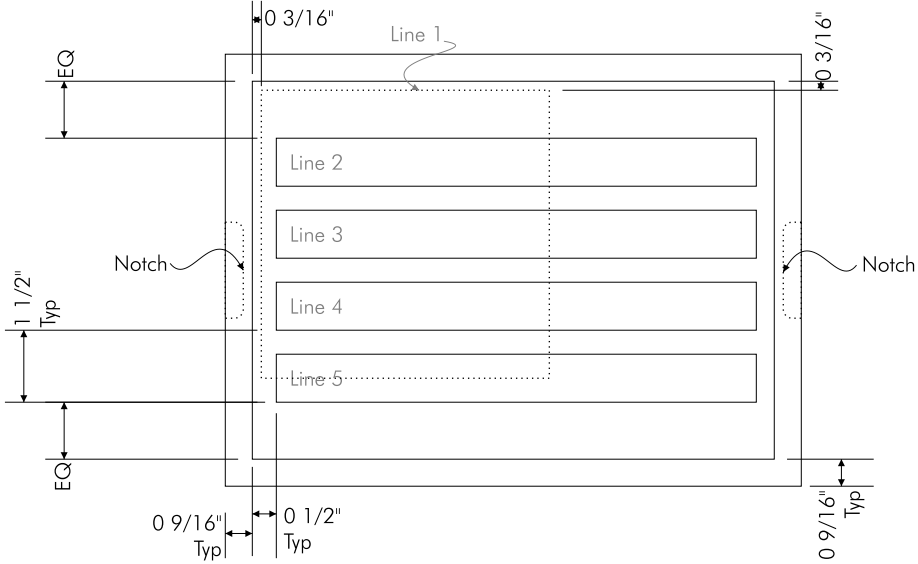 0 3/16"
Line 1
0 3/16"
EQ
Line 2
Line 3
Notch
Notch
1 1/2"
Typ
Line 4
Line 5
EQ
0 9/16"
Typ
0 1/2"
Typ
0 9/16"
Typ